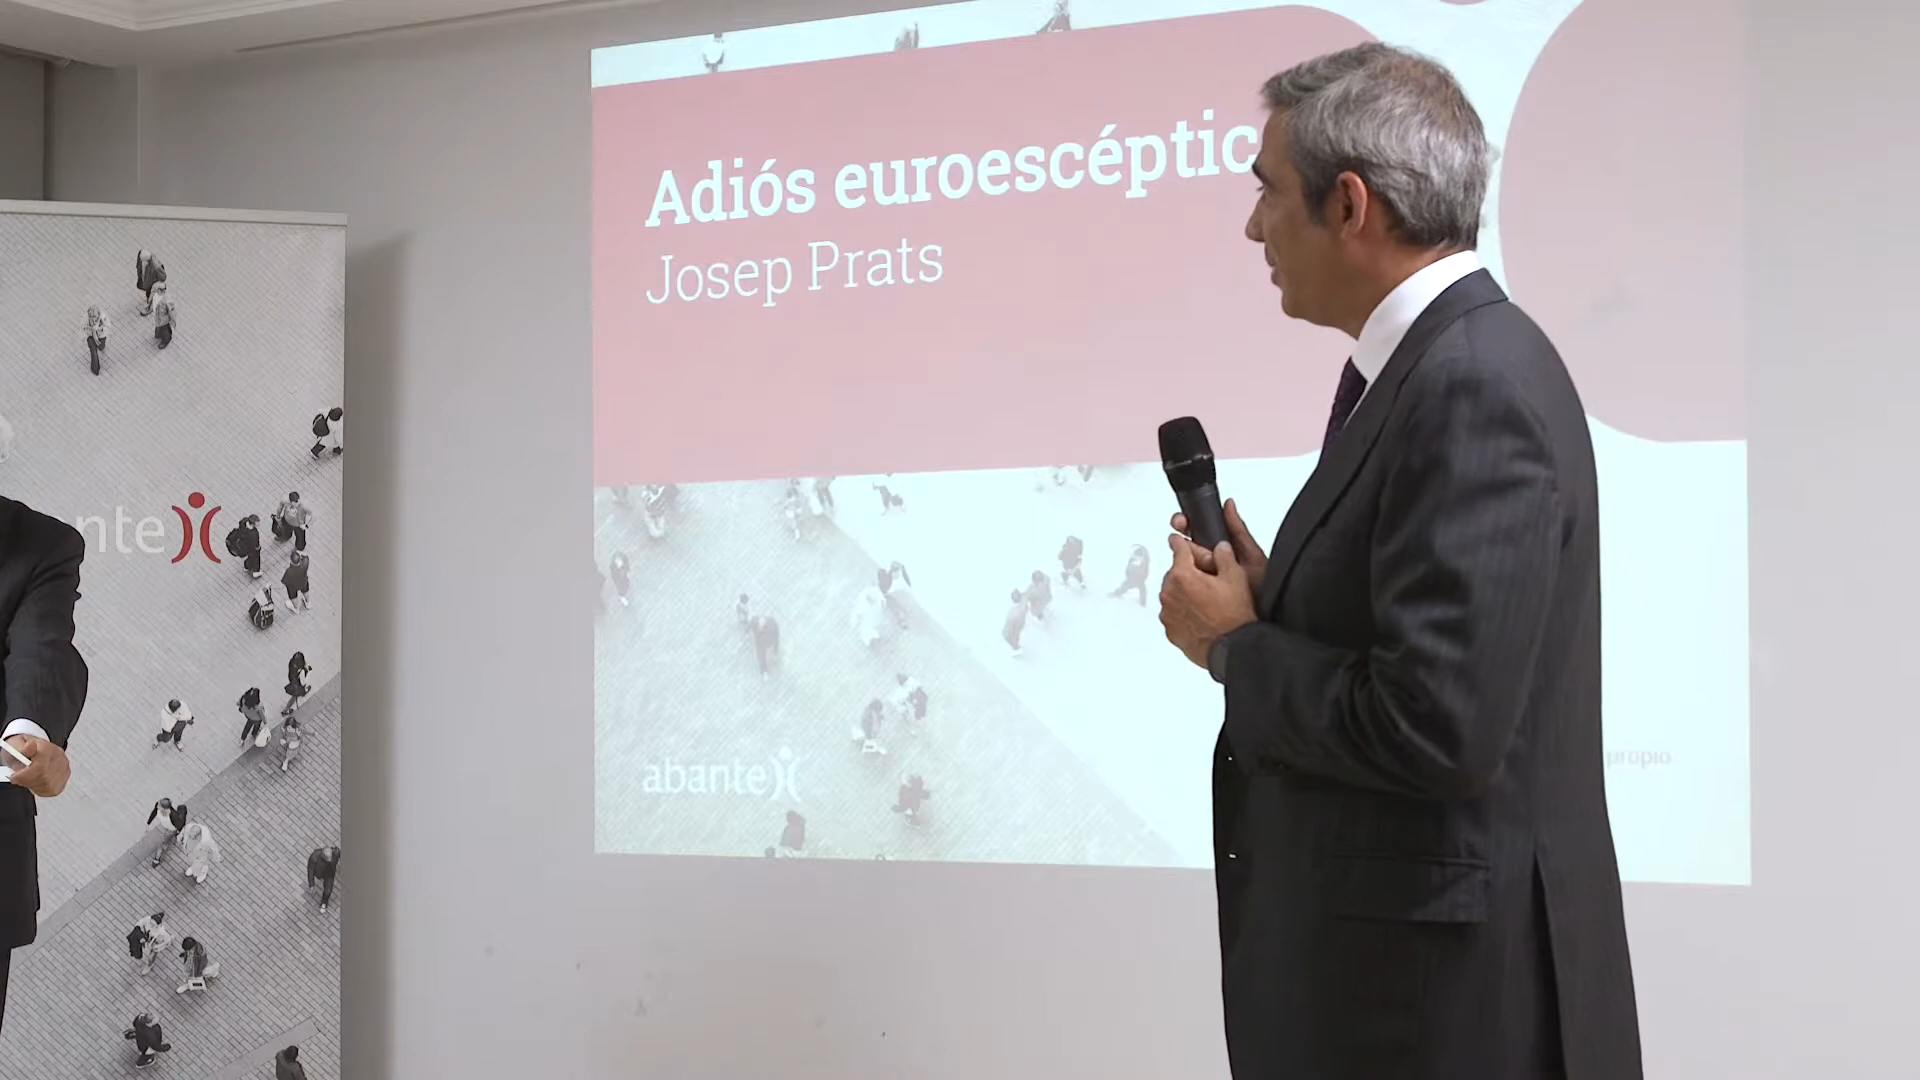 Adiós euroescéptic
Josep Prats
nte
abante
propio